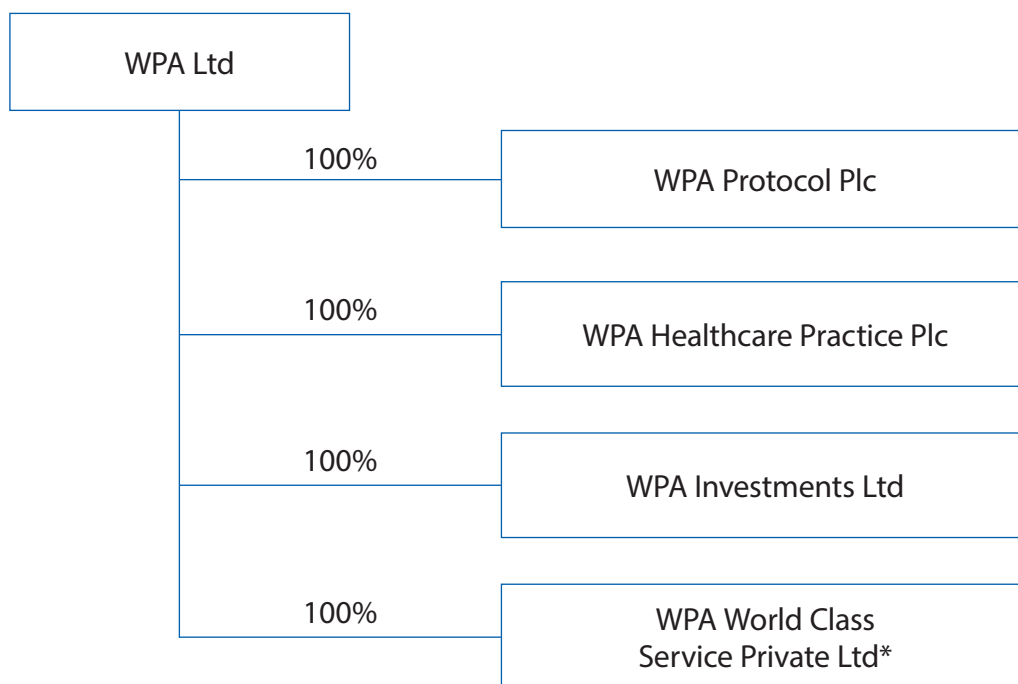 WPA Ltd
100%
WPA Protocol Plc
100%
WPA Healthcare Practice Plc
100%
WPA Investments Ltd
100%
WPA World Class
Service Private Ltd*